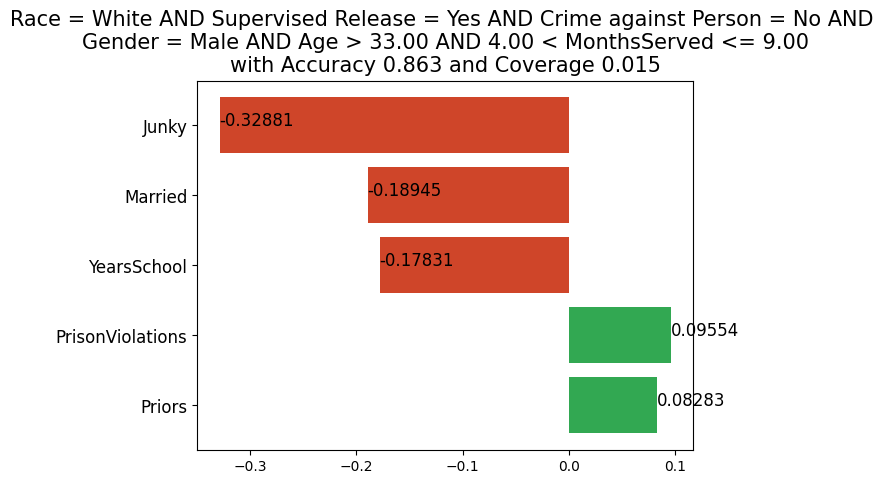 Race = White AND Supervised Release = Yes AND Crime against Person = No AND
Gender = Male AND Age > 33.00 AND 4.00 < MonthsServed <= 9.00
with Accuracy 0.863 and Coverage 0.015
Junky
-0.32881
Married
-0.18945
YearsSchool
-0.17831
PrisonViolations
0.09554
Priors
0.08283
−0.3
−0.2
−0.1
0.0
0.1